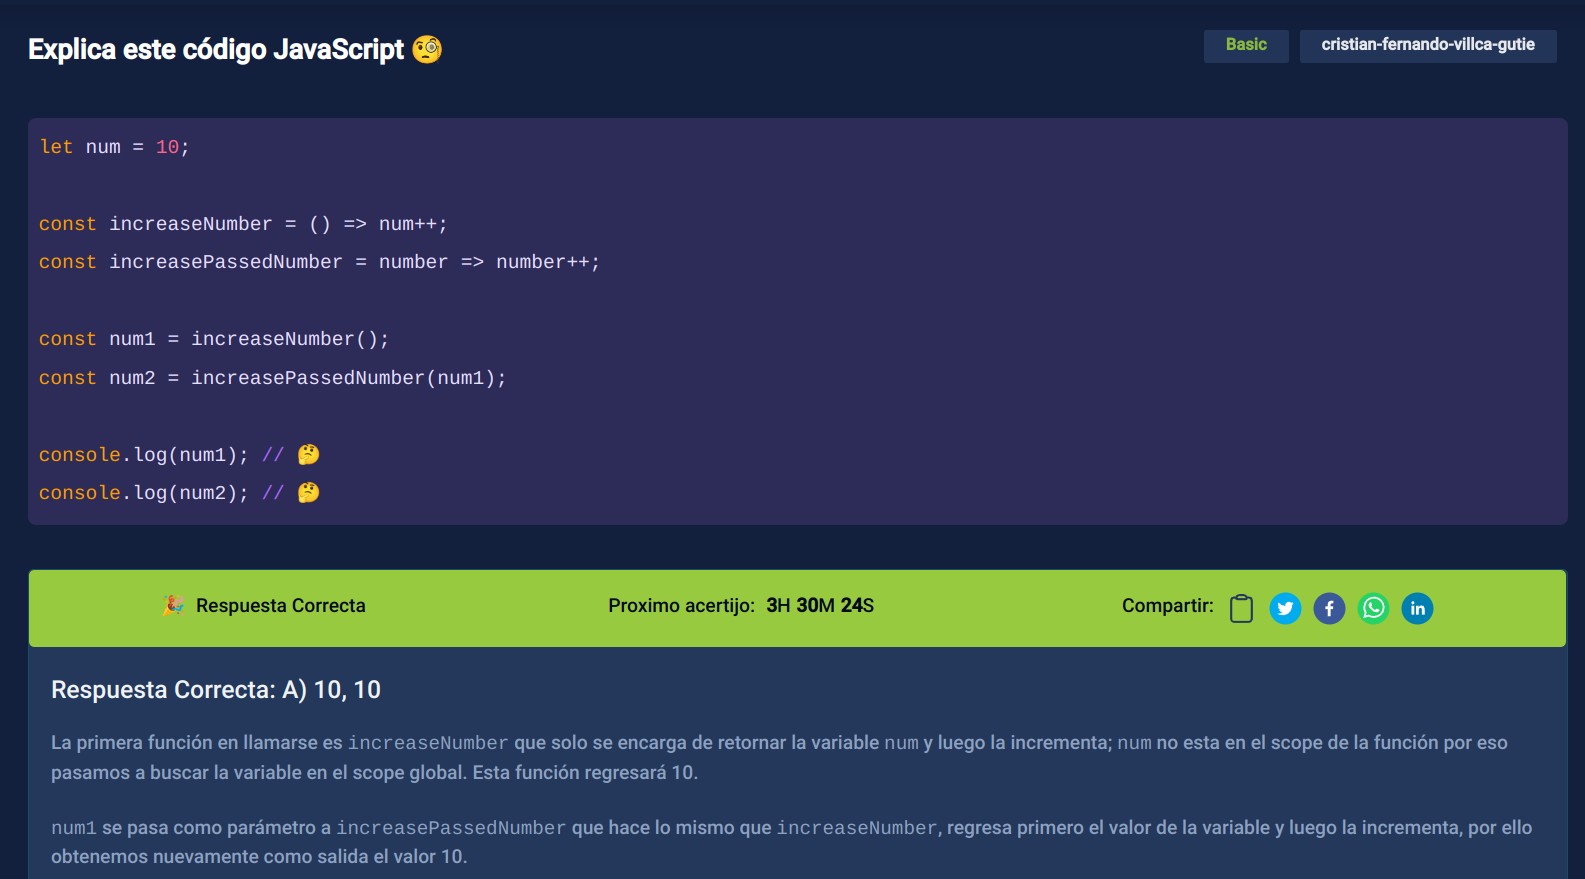 Explica este código JavaScript 🧐
Basic
cristian-fernando-villca-gutie
let num = 10;
const increaseNumber = () => num++;
const increasePassedNumber = number => number++;
const num1 = increaseNumber();
const num2 = increasePassedNumber(num1);
console.log(num1); // 🤔
console.log(num2); // 🤔
🎉 Respuesta Correcta
Proximo acertijo: 3H 30M 24S
Compartir:
Respuesta Correcta: A) 10, 10
La primera función en llamarse es increaseNumber que solo se encarga de retornar la variable num y luego la incrementa; num no esta en el scope de la función por eso
pasamos a buscar la variable en el scope global. Esta función regresará 10.
num1 se pasa como parámetro a increasePassedNumber que hace lo mismo que increaseNumber, regresa primero el valor de la variable y luego la incrementa, por ello
obtenemos nuevamente como salida el valor 10.